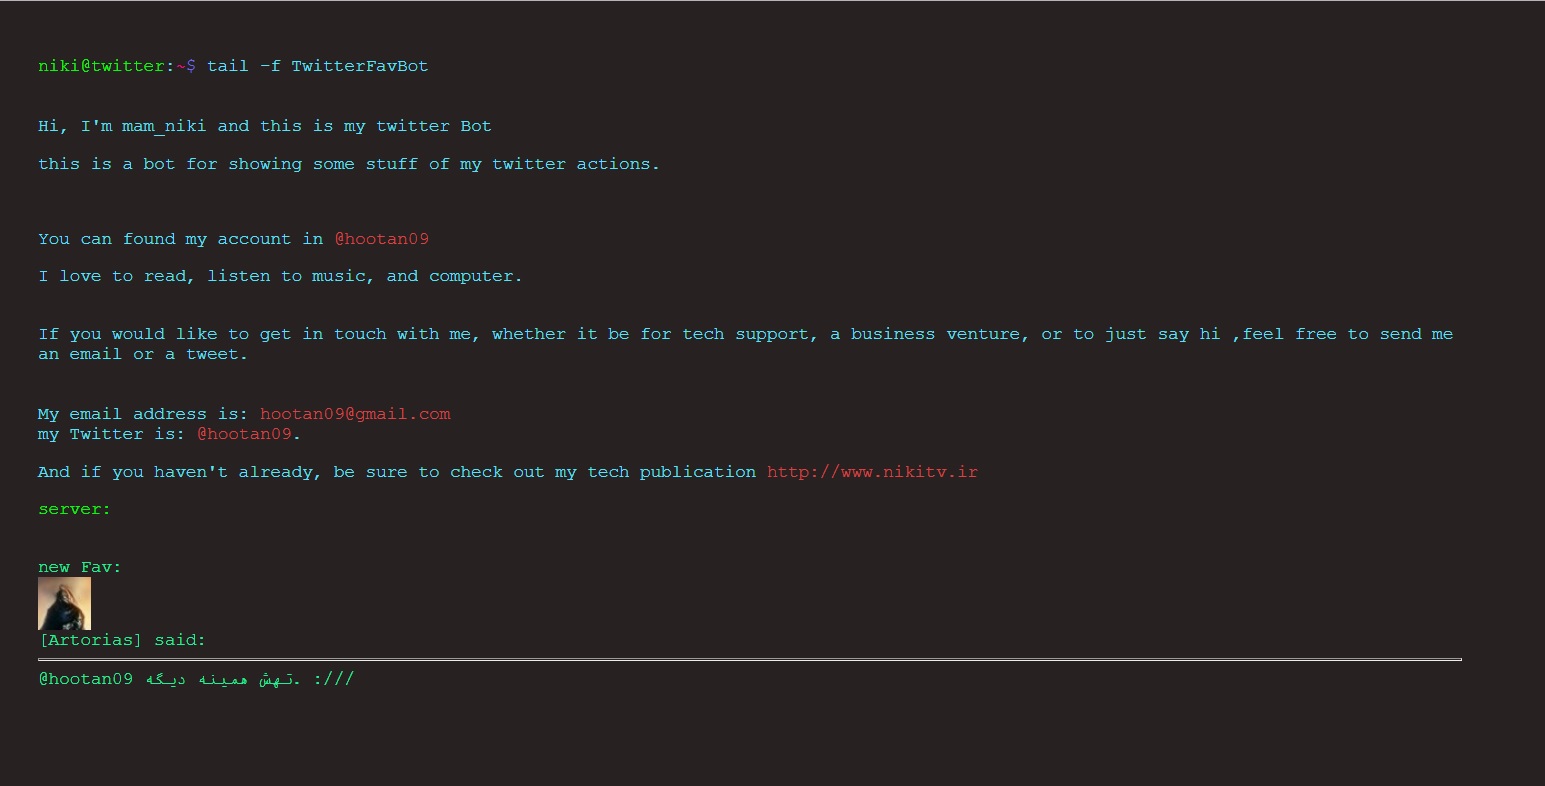 niki@twitter:~$ tail -f TwitterFavBot
Hi, I'm mam_niki and this is my twitter Bot
this is a bot for showing some stuff of my twitter actions.
You can found my account in @hootan09
I love to read, listen to music, and computer.
If you would like to get in touch with me, whether it be for tech support, a business venture, or to just say hi ,feel free to send me
an email or a tweet.
My email address is: hootan09@gmail.com
my Twitter is: @hootan09.
And if you haven't already, be sure to check out my tech publication http://www.nikitv.ir
server:
new Fav:
[Artorias] said:
@hootan09 تهش همینه دیگه. :///